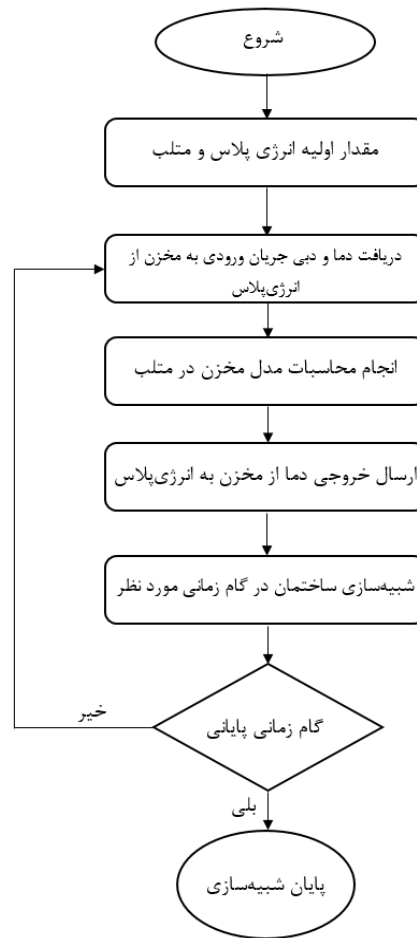 شروع
مقدار اولیه انرژی پلاس و متلب
دریافت دما و دبی جریان ورودی به مخزن از
انرژی‌پلاس
انجام محاسبات مدل مخزن در متلب
ارسال خروجی دما از مخزن به انرژی‌پلاس
شبیه‌سازی ساختمان در گام زمانی مورد نظر
گام زمانی پایانی
خیر
بلی
پایان شبیه‌سازی